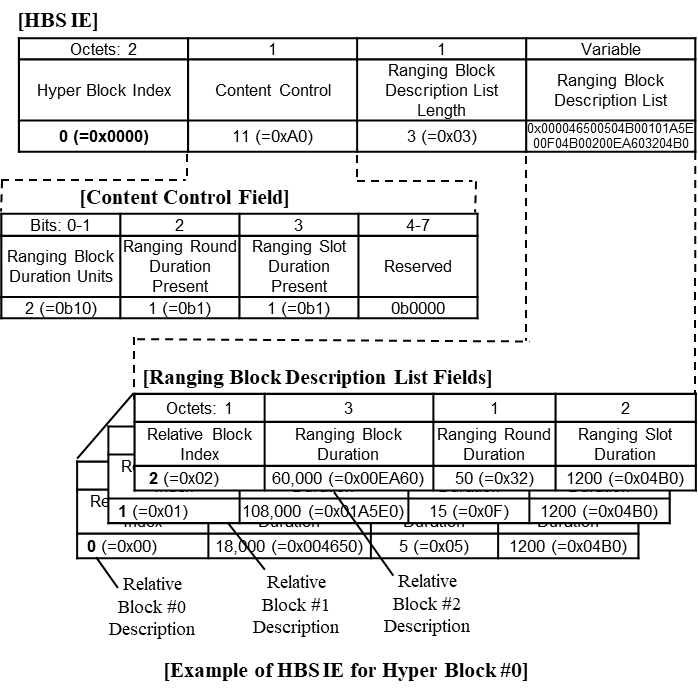 [HBS IE]
Octets: 2 1 1 Variable
Hyper Block Index Content Control Ranging Block Description List Length Ranging Block Description List
0 (=0x0000) 11 (=0xA0) 3 (=0x03) 0x000046500504B00101A5E
00F04B00200EA603204B0
[Content Control Field]
Bits: 0-1 2 3 4-7
Ranging Block Duration Units Ranging Round Duration Present Ranging Slot Duration Present Reserved
2 (=0b10) 1 (=0b1) 1 (=0b1) 0b0000
[Ranging Block Description List Fields]
Octets: 1 3 1 2
Relative Block Index Ranging Block Duration Ranging Round Duration Ranging Slot Duration
2 (=0x02) 60,000 (=0x00EA60) 50 (=0x32) 1200 (=0x04B0)
1 (=0x01) 108,000 (=0x01A5E0) 15 (=0x0F) 1200 (=0x04B0)
0 (=0x00) 18,000 (=0x004650) 5 (=0x05) 1200 (=0x04B0)
Relative Block #0 Description
Relative Block #1 Description
Relative Block #2 Description
[Example of HBS IE for Hyper Block #0]